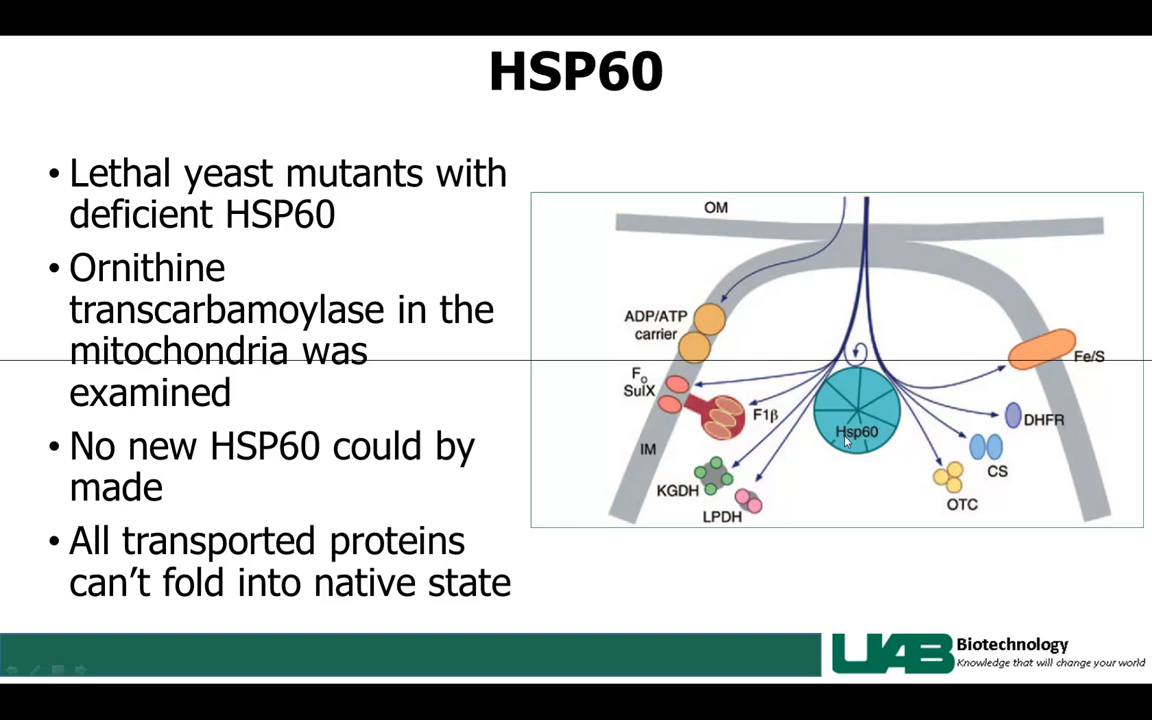 HSP60
• Lethal yeast mutants with
deficient HSP60
• Ornithine
transcarbamoylase in the
mitochondria was
examined
• No new HSP60 could by
made
• All transported proteins
can't fold into native state
OM
ADP/ATP
carrier
Fo
SuIX
F1β
IM
KGDH
LPDH
Hsp60
Fe/S
DHFR
CS
OTC
UAB
Biotechnology
Knowledge that will change your world